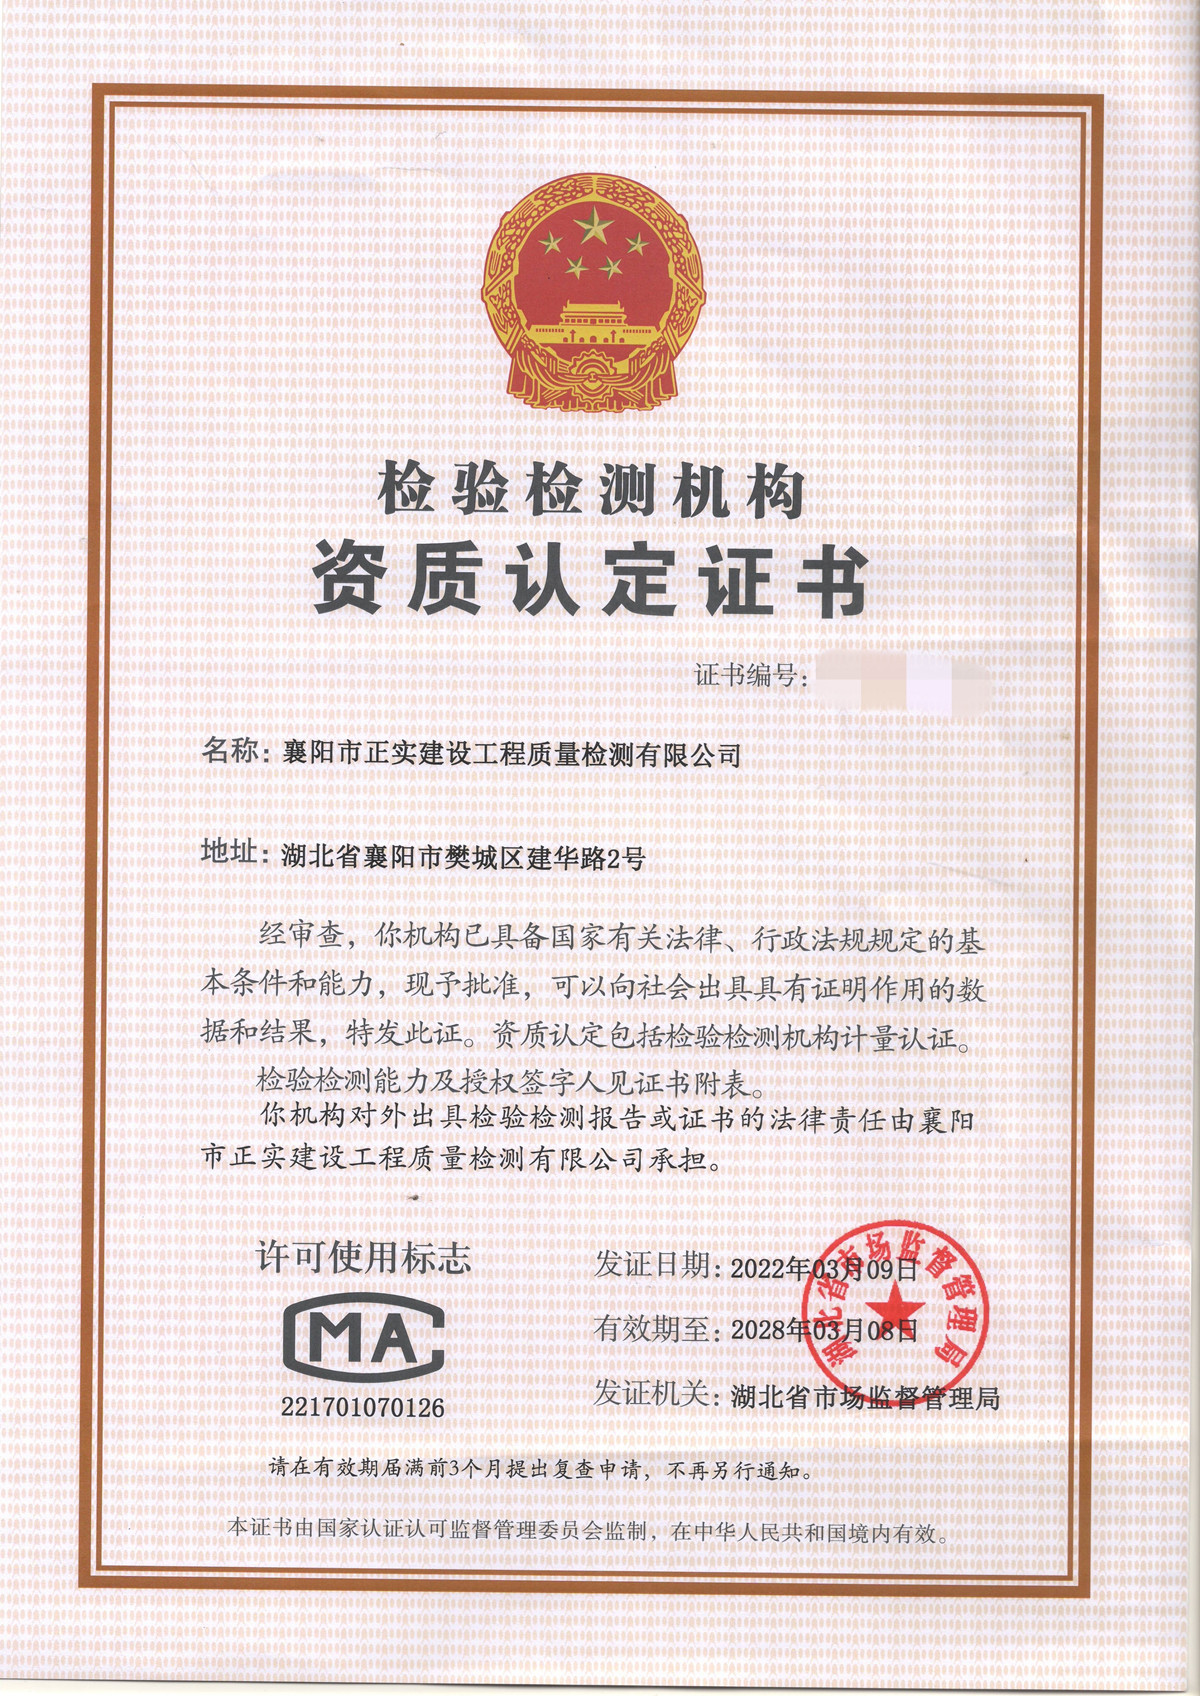 检验检测机构
资质认定证书
证书编号：
名称：襄阳市正实建设工程质量检测有限公司
地址：湖北省襄阳市樊城区建华路2号
经审查，你机构已具备国家有关法律、行政法规规定的基
本条件和能力，现予批准，可以向社会出具具有证明作用的数
据和结果，特发此证。资质认定包括检验检测机构计量认证。
检验检测能力及授权签字人见证书附表。
你机构对外出具检验检测报告或证书的法律责任由襄阳
市正实建设工程质量检测有限公司承担。
许可使用标志
MA
221701070126
发证日期：2022年03月09日
有效期至：2028年03月08日
发证机关：湖北省市场监督管理局
湖北省市场监督管理局
请在有效期届满前3个月提出复查申请，不再另行通知。
本证书由国家认证认可监督管理委员会监制，在中华人民共和国境内有效。